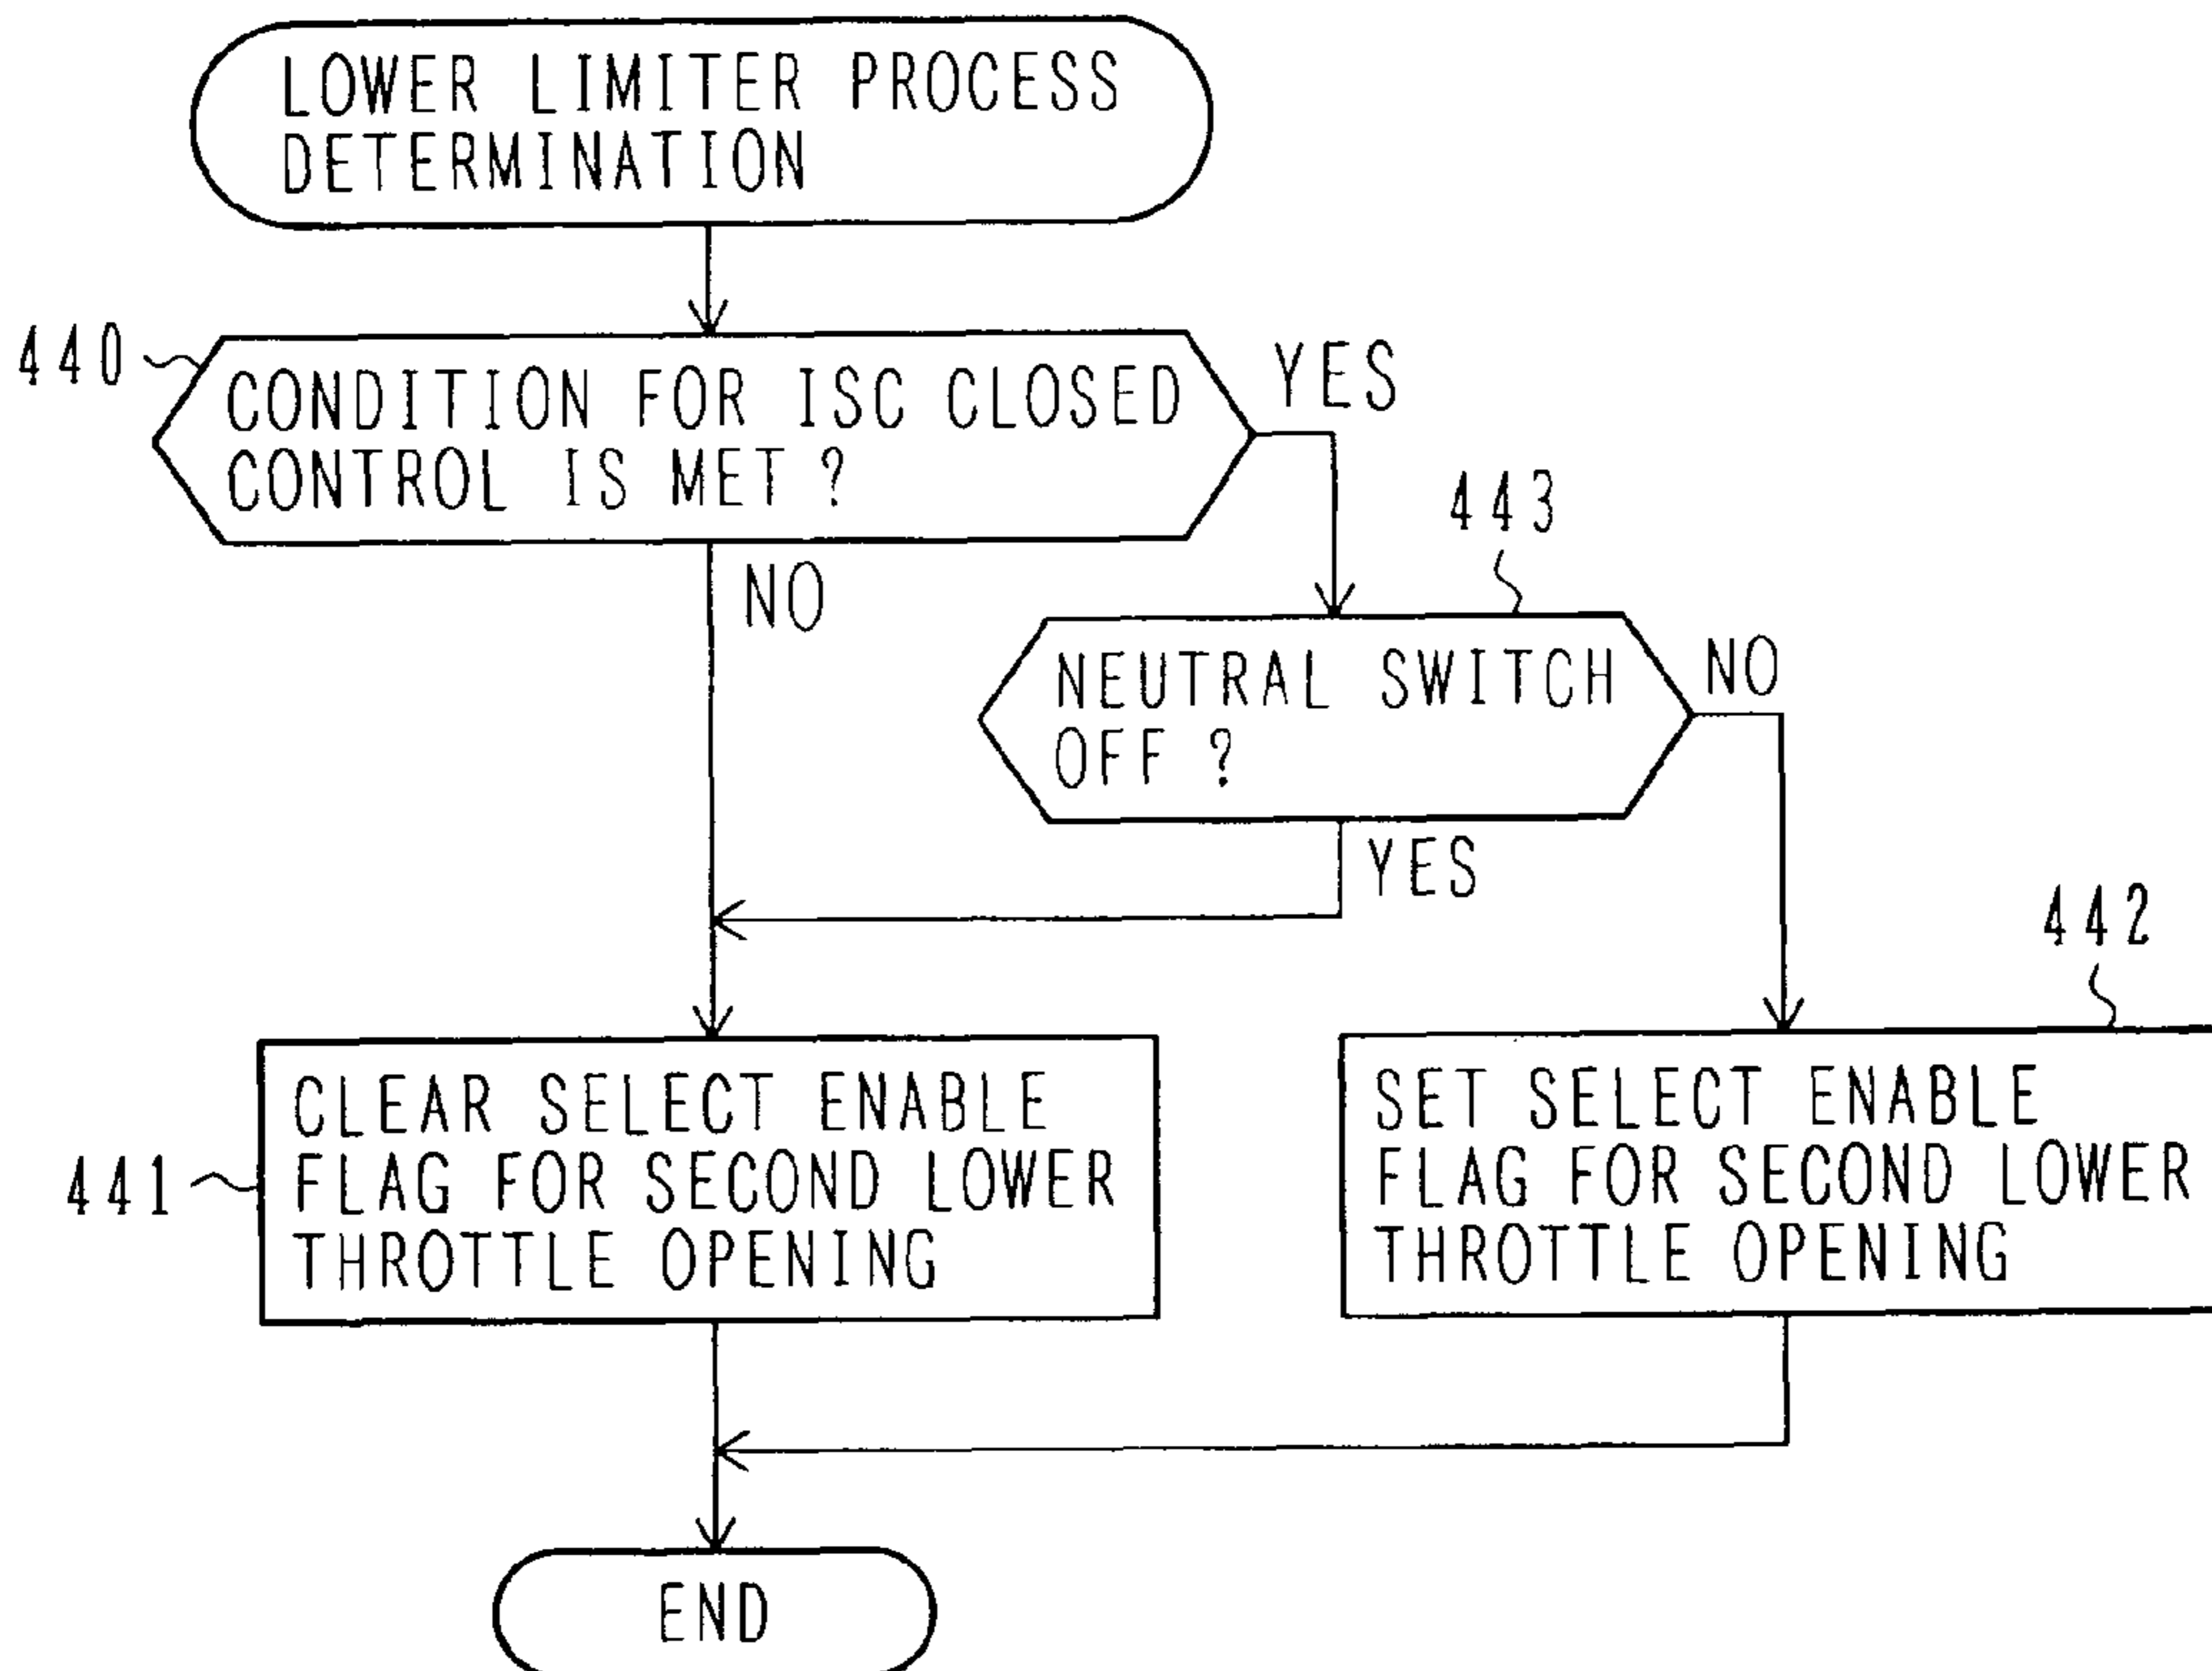 LOWER LIMITER PROCESS
DETERMINATION
440
CONDITION FOR ISC CLOSED
CONTROL IS MET ?
YES
NO
443
NEUTRAL SWITCH
OFF ?
NO
YES
442
441
CLEAR SELECT ENABLE
FLAG FOR SECOND LOWER
THROTTLE OPENING
SET SELECT ENABLE
FLAG FOR SECOND LOWER
THROTTLE OPENING
END